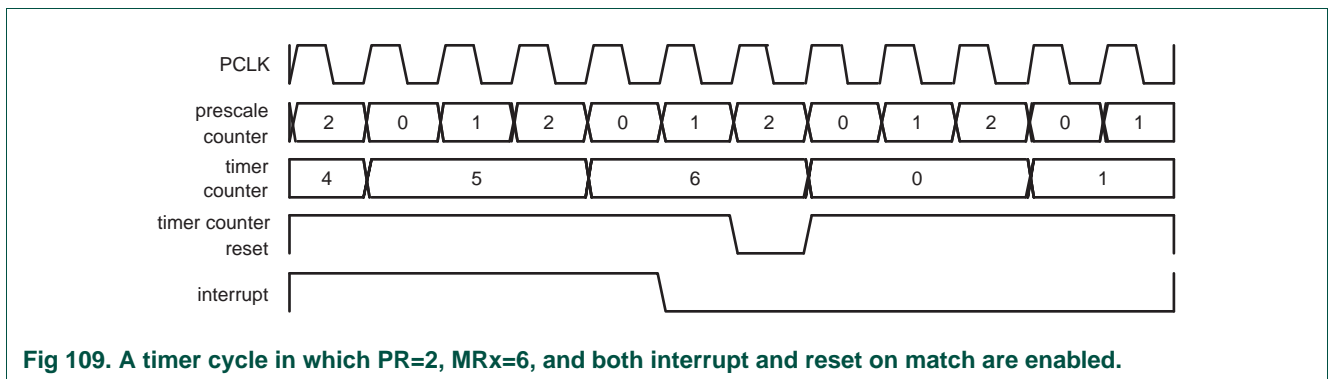 PCLK
prescale
counter
2 0 1 2 0 1 2 0 1 2 0 1
timer
counter
4 5 6 0 1
timer counter
reset
interrupt
Fig 109. A timer cycle in which PR=2, MRx=6, and both interrupt and reset on match are enabled.